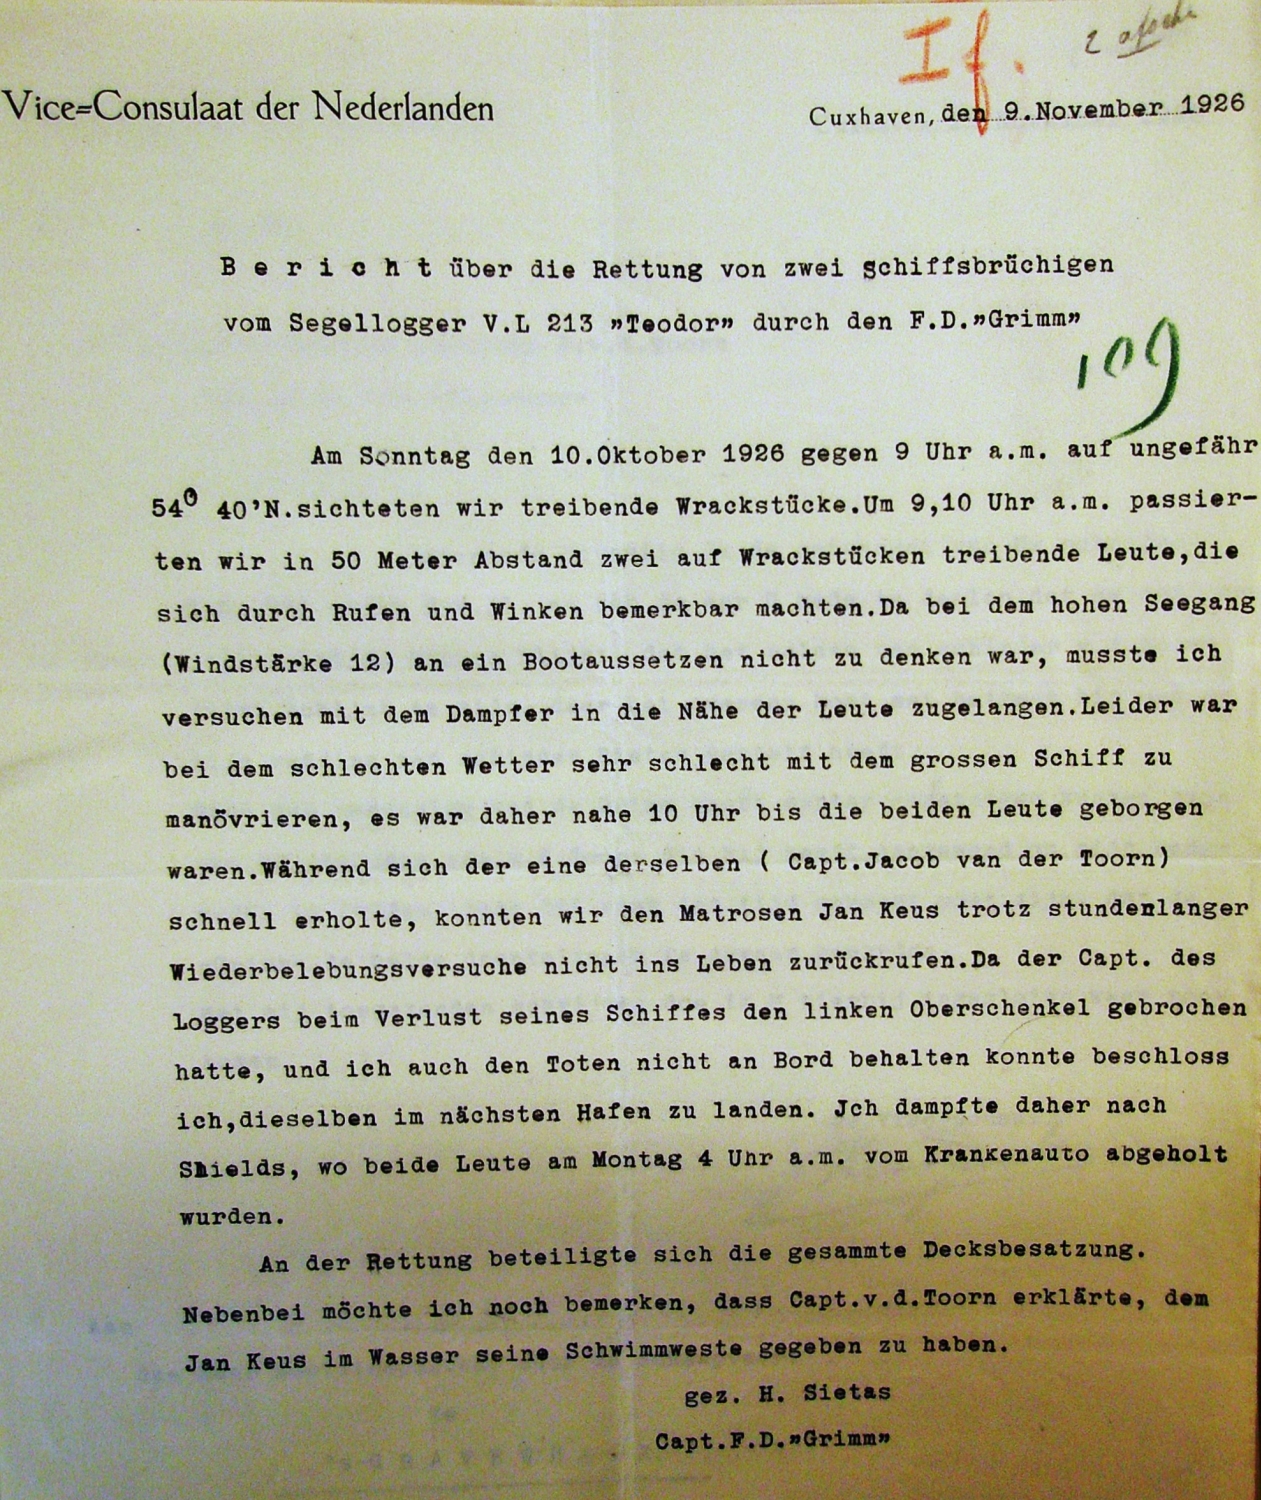 If.
2
Vice=Consulaat der Nederlanden
Cuxhaven, den 9.November 1926
B e r i c h t über die Rettung von zwei Schiffsbrüchigen
vom Segellogger V.L 213 "Teodor" durch den F.D."Grimm"
109
Am Sonntag den 10.Oktober 1926 gegen 9 Uhr a.m. auf ungefähr
54⁰ 40'N.sichteten wir treibende Wrackstücke.Um 9,10 Uhr a.m. passier-
ten wir in 50 Meter Abstand zwei auf Wrackstücken treibende Leute,die
sich durch Rufen und Winken bemerkbar machten.Da bei dem hohen Seegang
(Windstärke 12) an ein Bootaussetzen nicht zu denken war, musste ich
versuchen mit dem Dampfer in die Nähe der Leute zugelangen.Leider war
bei dem schlechten Wetter sehr schlecht mit dem grossen Schiff zu
manövrieren, es war daher nahe 10 Uhr bis die beiden Leute geborgen
waren.Während sich der eine derselben ( Capt.Jacob van der Toorn)
schnell erholte, konnten wir den Matrosen Jan Keus trotz stundenlanger
Wiederbelebungsversuche nicht ins Leben zurückrufen.Da der Capt. des
Loggers beim Verlust seines Schiffes den linken Oberschenkel gebrochen
hatte, und ich auch den Toten nicht an Bord behalten konnte beschloss
ich,dieselben im nächsten Hafen zu landen. Jch dampfte daher nach
Shields, wo beide Leute am Montag 4 Uhr a.m. vom Krankenauto abgeholt
wurden.
An der Rettung beteiligte sich die gesammte Decksbesatzung.
Nebenbei möchte ich noch bemerken, dass Capt.v.d.Toorn erklärte, dem
Jan Keus im Wasser seine Schwimmweste gegeben zu haben.
gez. H. Sietas
Capt.F.D."Grimm"